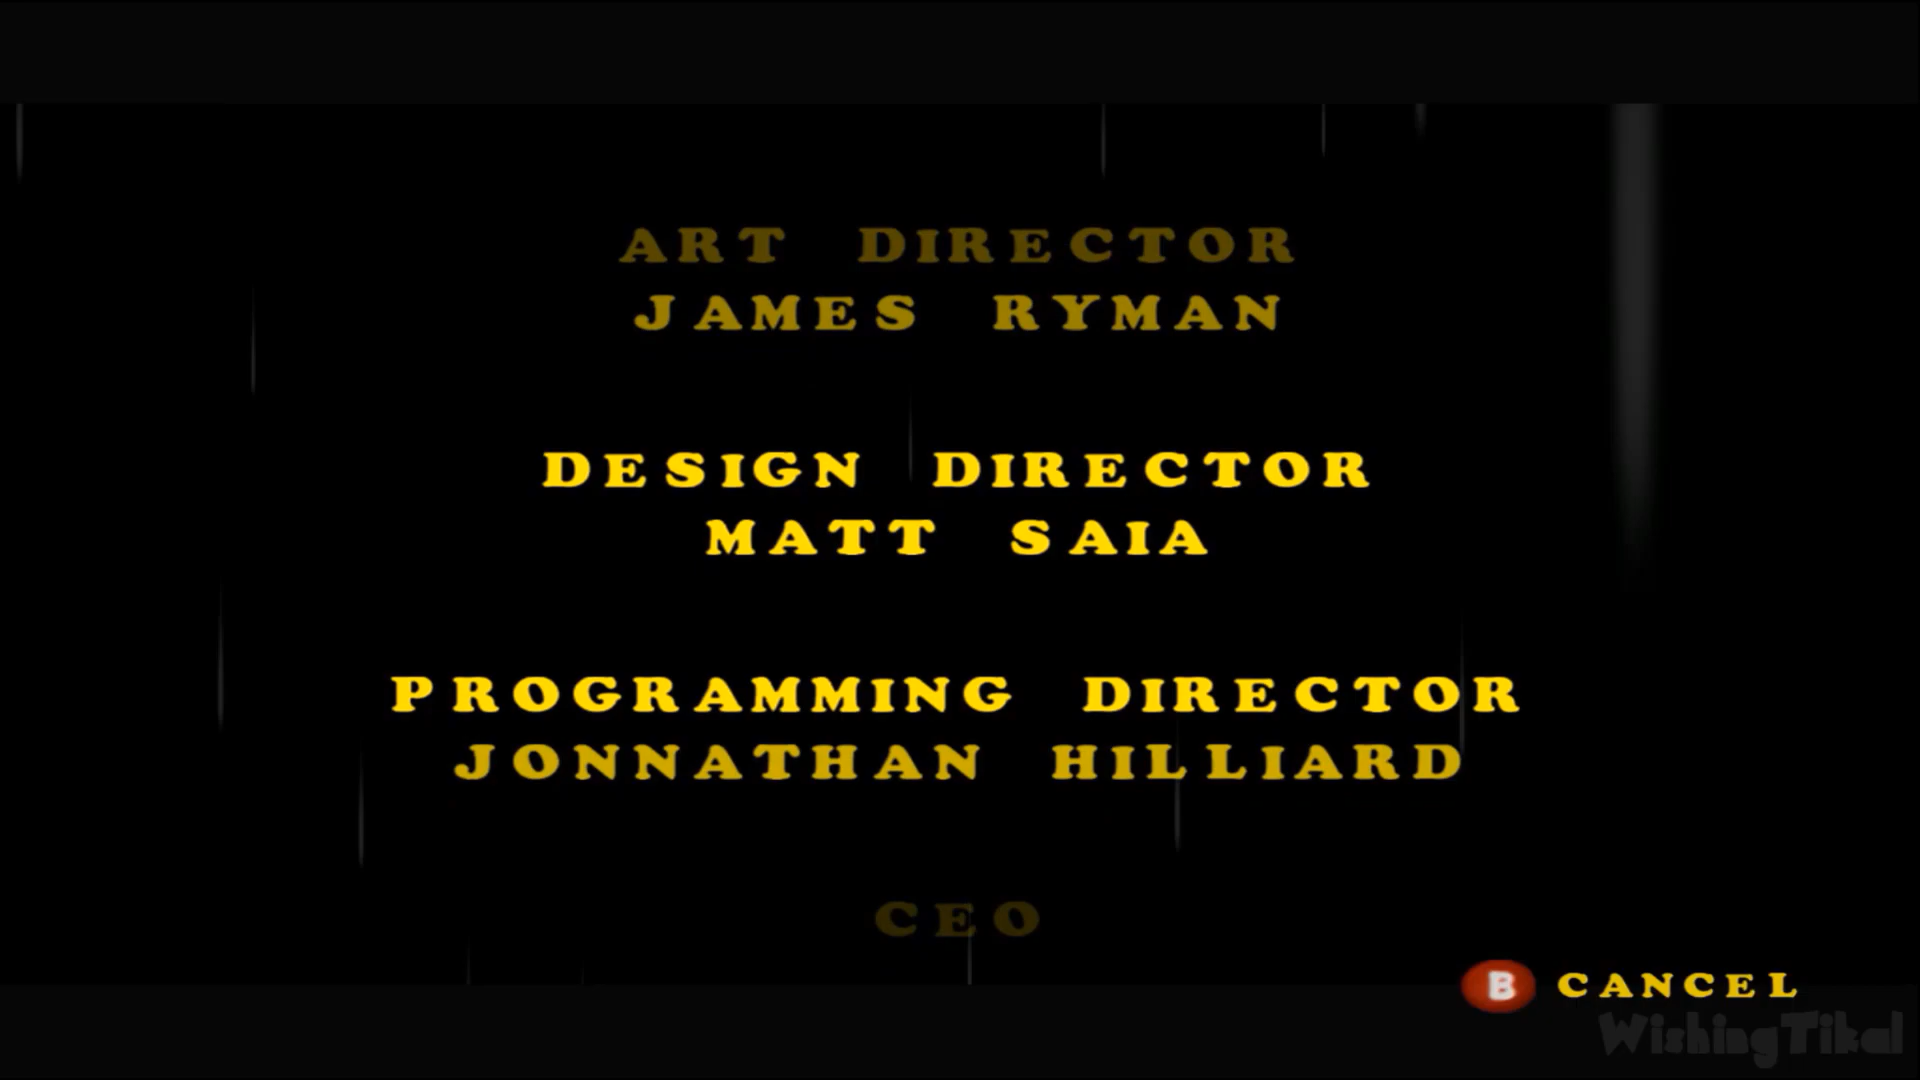 ART DIRECTOR
JAMES RYMAN
DESIGN DIRECTOR
MATT SAIA
PROGRAMMING DIRECTOR
JONNATHAN HILLIARD
CEO
B CANCEL
WishingTikal